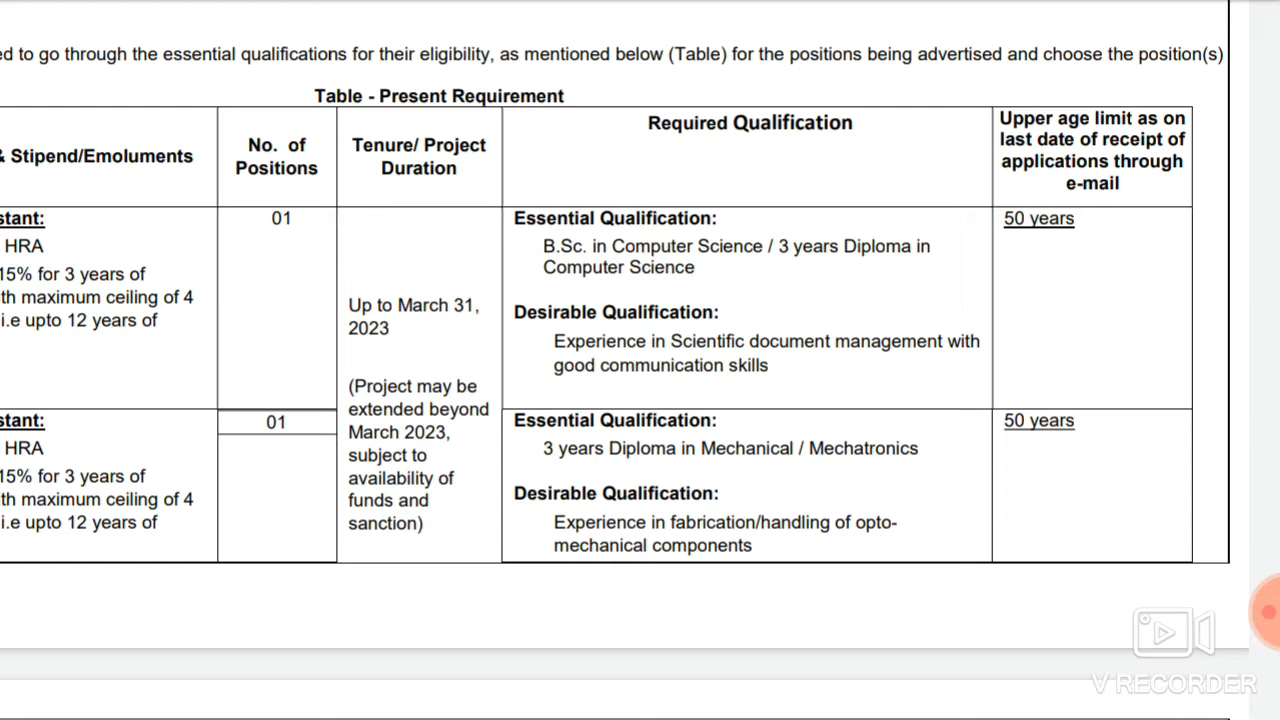 ed to go through the essential qualifications for their eligibility, as mentioned below (Table) for the positions being advertised and choose the position(s)
Table - Present Requirement
& Stipend/Emoluments
No. of
Positions
Tenure/ Project
Duration
Required Qualification
Upper age limit as on
last date of receipt of
applications through
e-mail
stant:
HRA
15% for 3 years of
th maximum ceiling of 4
i.e upto 12 years of
01
Up to March 31,
2023
(Project may be
extended beyond
March 2023,
subject to
availability of
funds and
sanction)
Essential Qualification:
B.Sc. in Computer Science / 3 years Diploma in
Computer Science
Desirable Qualification:
Experience in Scientific document management with
good communication skills
50 years
stant:
HRA
15% for 3 years of
th maximum ceiling of 4
i.e upto 12 years of
01
Essential Qualification:
3 years Diploma in Mechanical / Mechatronics
Desirable Qualification:
Experience in fabrication/handling of opto-
mechanical components
50 years
V RECORDER